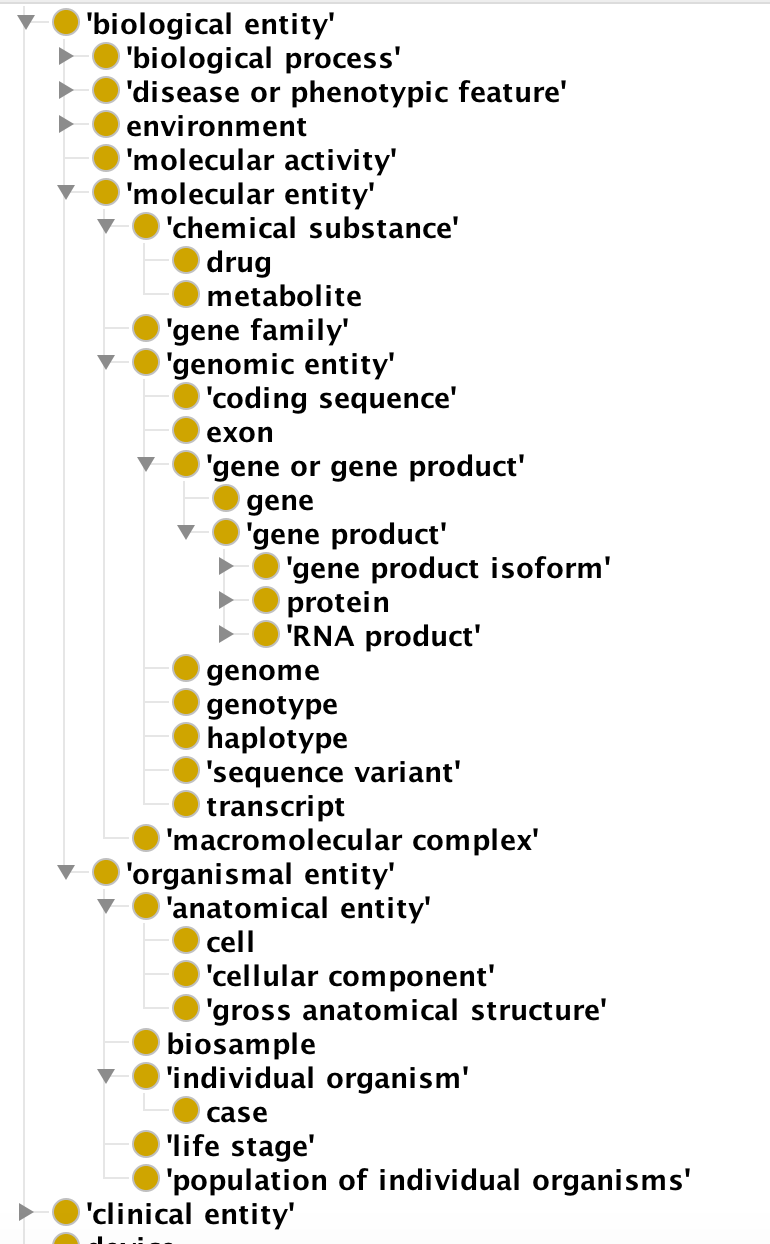 'biological entity'
'biological process'
'disease or phenotypic feature'
environment
'molecular activity'
'molecular entity'
'chemical substance'
drug
metabolite
'gene family'
'genomic entity'
'coding sequence'
exon
'gene or gene product'
gene
'gene product'
'gene product isoform'
protein
'RNA product'
genome
genotype
haplotype
'sequence variant'
transcript
'macromolecular complex'
'organismal entity'
'anatomical entity'
cell
'cellular component'
'gross anatomical structure'
biosample
'individual organism'
case
'life stage'
'population of individual organisms'
'clinical entity'
device